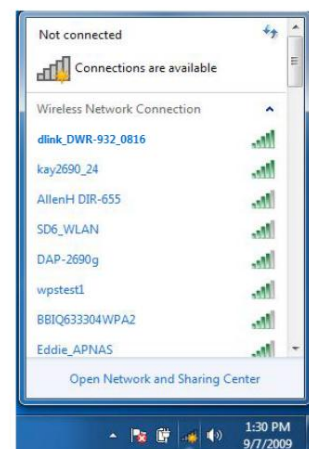 Not connected
Connections are available
Wireless Network Connection
dlink_DWR-932_0816
kay2690_24
AllenH DIR-655
SD6_WLAN
DAP-2690g
wpstest1
BBIQ633304WPA2
Eddie_APNAS
Open Network and Sharing Center
1:30 PM
9/7/2009